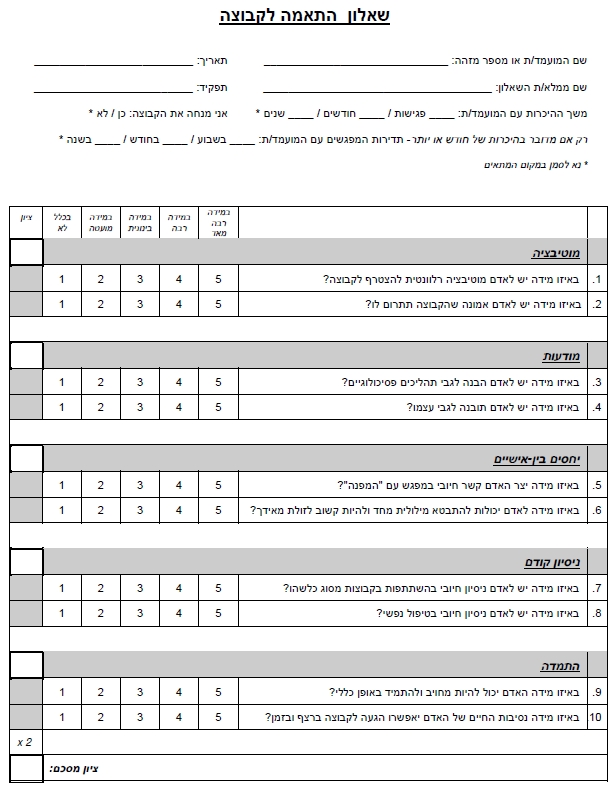 שאלון התאמה לקבוצה
שם המועמד/ת או מספר מזהה: ____________________________ תאריך: ________________________
שם ממלא/ת השאלון: ___________________________________ תפקיד: ________________________
משך ההיכרות עם המועמד/ת: ____ פגישות / ____ חודשים / ____ שנים * אני מנחה את הקבוצה: כן / לא *
רק אם מדובר בהיכרות של חודש או יותר- תדירות המפגשים עם המועמד/ת: ____ בשבוע / ____ בחודש / ____ בשנה *
* נא לסמן במקום המתאים
במידה רבה מאד במידה רבה במידה בינונית במידה מועטה בכלל לא ציון
מוטיבציה
1. באיזו מידה יש לאדם מוטיבציה רלוונטית להצטרף לקבוצה? 5 4 3 2 1
2. באיזו מידה יש לאדם אמונה שהקבוצה תתרום לו? 5 4 3 2 1
מודעות
3. באיזו מידה יש לאדם הבנה לגבי תהליכים פסיכולוגיים? 5 4 3 2 1
4. באיזו מידה יש לאדם תובנה לגבי עצמו? 5 4 3 2 1
יחסים בין-אישיים
5. באיזו מידה יצר האדם קשר חיובי במפגש עם "המפנה"? 5 4 3 2 1
6. באיזו מידה לאדם יכולות להתבטא מילולית מחד ולהיות קשוב לזולת מאידך? 5 4 3 2 1
ניסיון קודם
7. באיזו מידה יש לאדם ניסיון חיובי בהשתתפות בקבוצות מסוג כלשהו? 5 4 3 2 1
8. באיזו מידה יש לאדם ניסיון חיובי בטיפול נפשי? 5 4 3 2 1
התמדה
9. באיזו מידה האדם יכול להיות מחויב ולהתמיד באופן כללי? 5 4 3 2 1
10. באיזו מידה נסיבות החיים של האדם יאפשרו הגעה לקבוצה ברצף ובזמן? 5 4 3 2 1
x 2
ציון מסכם: